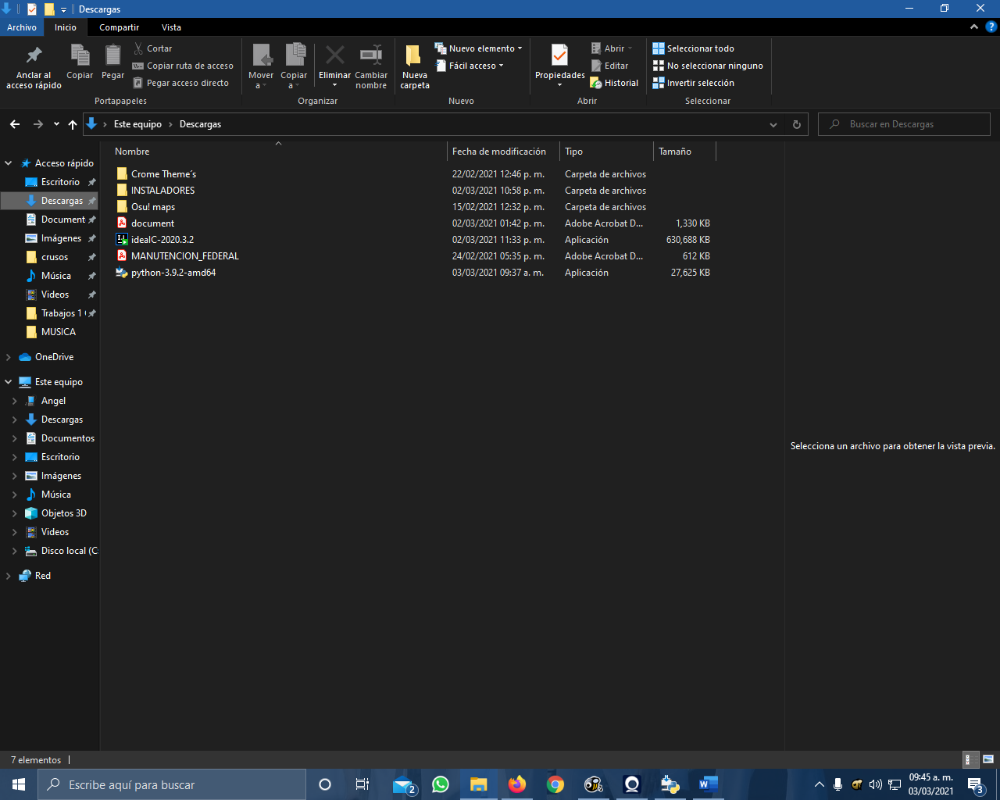 Descargas
Archivo Inicio Compartir Vista
Anclar al acceso rápido
Copiar
Pegar
Cortar
Copiar ruta de acceso
Pegar acceso directo
Portapapeles
Mover a
Copiar a
Eliminar
Cambiar nombre
Organizar
Nueva carpeta
Nuevo elemento
Fácil acceso
Nuevo
Propiedades
Abrir
Editar
Historial
Abrir
Seleccionar todo
No seleccionar ninguno
Invertir selección
Seleccionar
Este equipo > Descargas
Buscar en Descargas
Acceso rápido
Escritorio
Descargas
Document
Imágenes
crusos
Música
Videos
Trabajos 1
MUSICA
OneDrive
Este equipo
Angel
Descargas
Documentos
Escritorio
Imágenes
Música
Objetos 3D
Videos
Disco local (C:
Red
Nombre Fecha de modificación Tipo Tamaño
Crome Theme´s 22/02/2021 12:46 p. m. Carpeta de archivos
INSTALADORES 02/03/2021 10:58 p. m. Carpeta de archivos
Osu! maps 15/02/2021 12:32 p. m. Carpeta de archivos
document 02/03/2021 01:42 p. m. Adobe Acrobat D... 1,330 KB
ideaIC-2020.3.2 02/03/2021 11:33 p. m. Aplicación 630,688 KB
MANUTENCION_FEDERAL 24/02/2021 05:35 p. m. Adobe Acrobat D... 612 KB
python-3.9.2-amd64 03/03/2021 09:37 a. m. Aplicación 27,625 KB
Selecciona un archivo para obtener la vista previa.
7 elementos
Escribe aquí para buscar
2
09:45 a. m.
03/03/2021
3